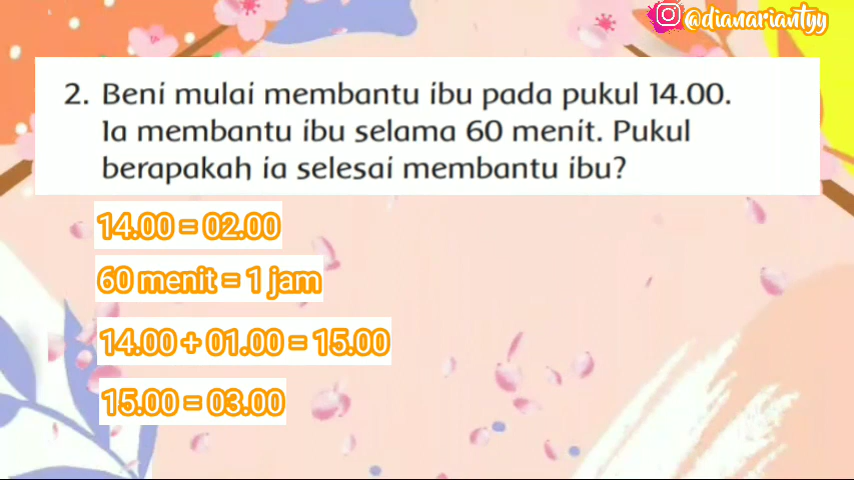 @dianariantyy
2. Beni mulai membantu ibu pada pukul 14.00.
Ia membantu ibu selama 60 menit. Pukul
berapakah ia selesai membantu ibu?
14.00 = 02.00
60 menit = 1 jam
14.00 + 01.00 = 15.00
15.00 = 03.00